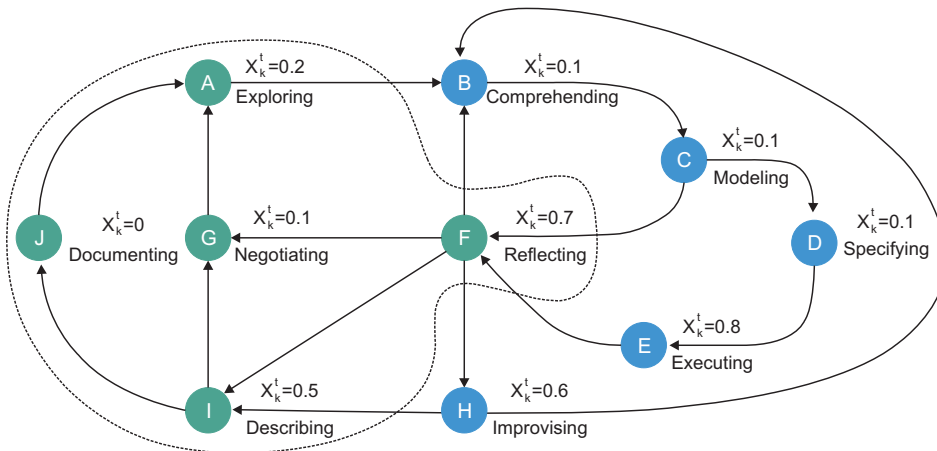 X_k^t=0.2
A
Exploring
X_k^t=0.1
B
Comprehending
X_k^t=0.1
C
Modeling
X_k^t=0
J
Documenting
X_k^t=0.1
G
Negotiating
X_k^t=0.7
F
Reflecting
X_k^t=0.1
D
Specifying
X_k^t=0.8
E
Executing
X_k^t=0.5
I
Describing
X_k^t=0.6
H
Improvising